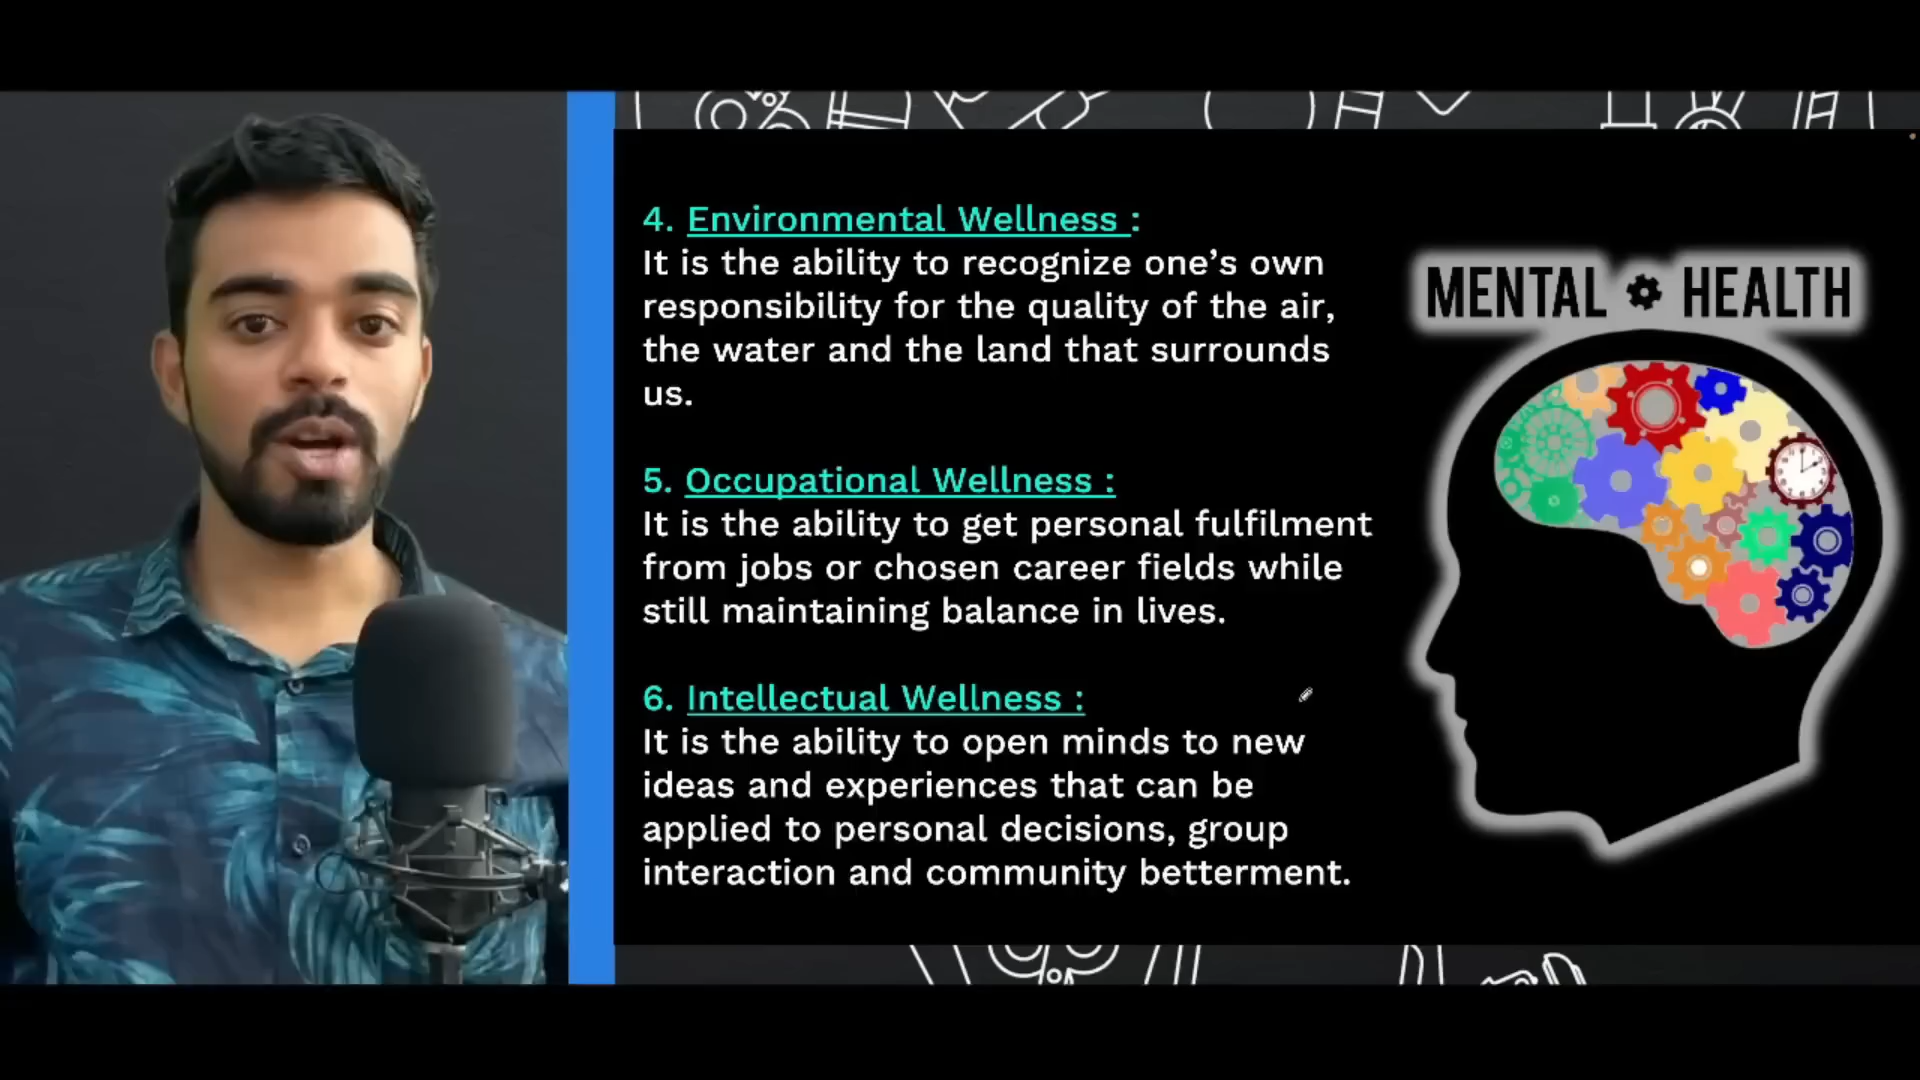 4. Environmental Wellness :
It is the ability to recognize one’s own
responsibility for the quality of the air,
the water and the land that surrounds
us.
5. Occupational Wellness :
It is the ability to get personal fulfilment
from jobs or chosen career fields while
still maintaining balance in lives.
6. Intellectual Wellness :
It is the ability to open minds to new
ideas and experiences that can be
applied to personal decisions, group
interaction and community betterment.
MENTAL HEALTH